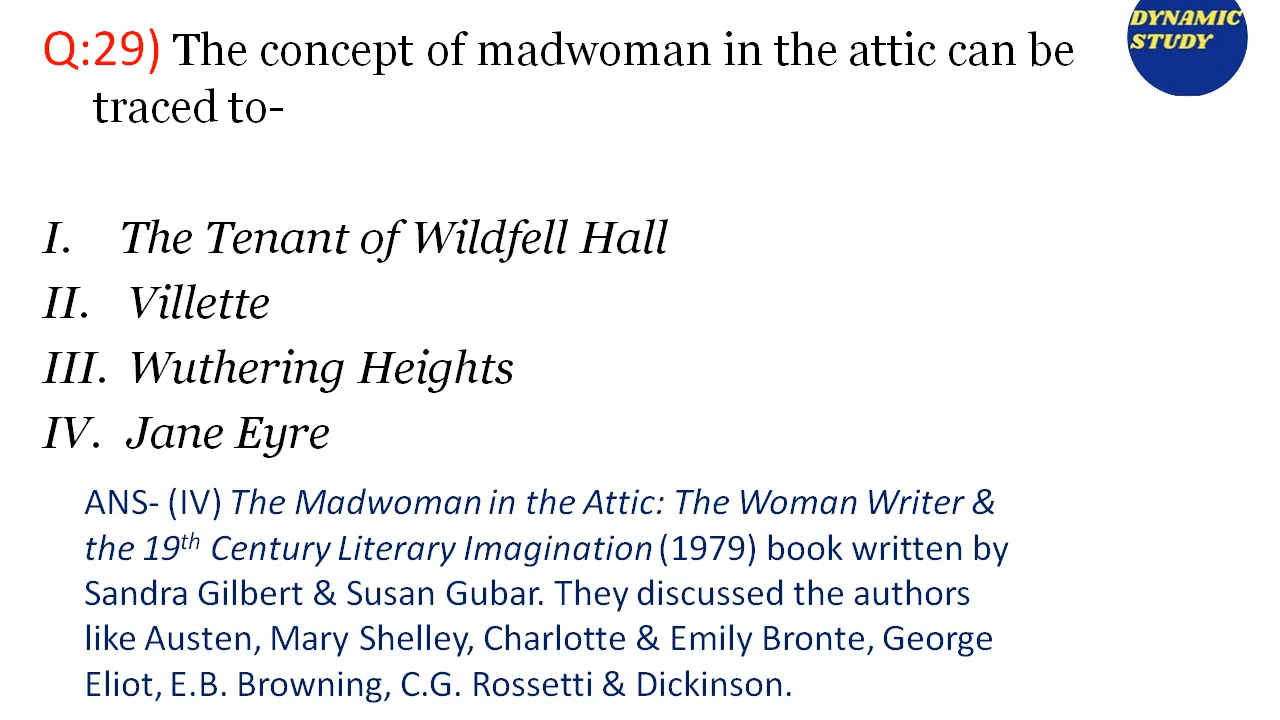 DYNAMIC
STUDY
Q:29) The concept of madwoman in the attic can be
traced to-
I. The Tenant of Wildfell Hall
II. Villette
III. Wuthering Heights
IV. Jane Eyre
ANS- (IV) The Madwoman in the Attic: The Woman Writer &
the 19th Century Literary Imagination (1979) book written by
Sandra Gilbert & Susan Gubar. They discussed the authors
like Austen, Mary Shelley, Charlotte & Emily Bronte, George
Eliot, E.B. Browning, C.G. Rossetti & Dickinson.